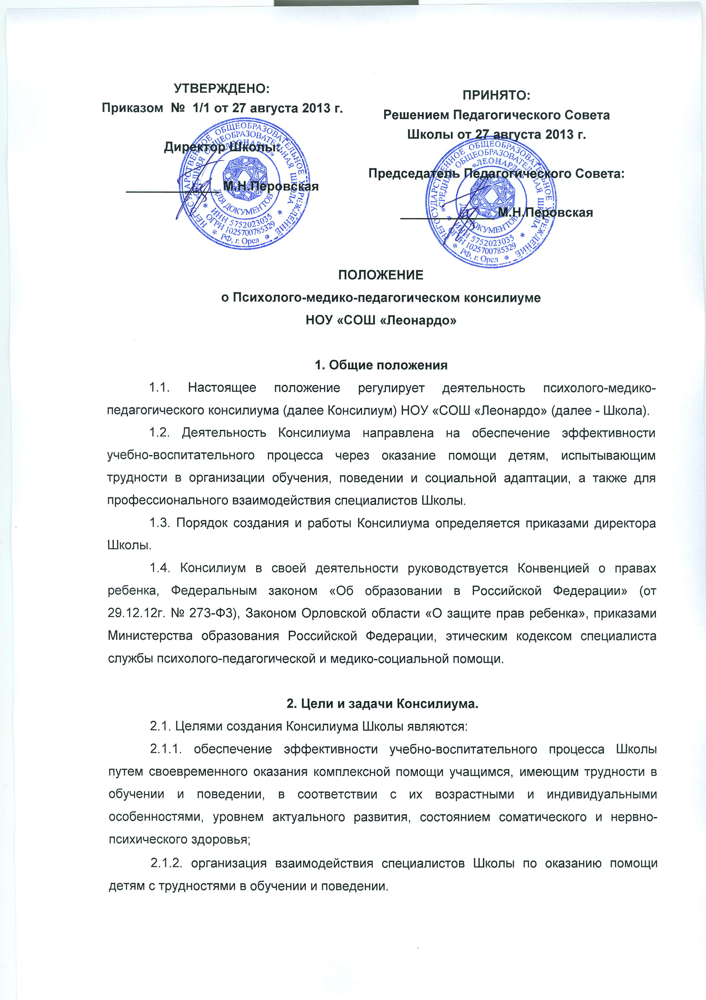 УТВЕРЖДЕНО:
Приказом № 1/1 от 27 августа 2013 г.
Директор Школы:
М.Н.Перовская
НЕГОСУДАРСТВЕННОЕ ОБЩЕОБРАЗОВАТЕЛЬНОЕ УЧРЕЖДЕНИЕ
«СРЕДНЯЯ ОБЩЕОБРАЗОВАТЕЛЬНАЯ ШКОЛА
«ЛЕОНАРДО»
ДЛЯ ДОКУМЕНТОВ
* ИНН 5752023035 *
ОГРН 1025700785329
* РФ, г. Орел *
ПРИНЯТО:
Решением Педагогического Совета
Школы от 27 августа 2013 г.
Председатель Педагогического Совета:
М.Н.Перовская
НЕГОСУДАРСТВЕННОЕ ОБЩЕОБРАЗОВАТЕЛЬНОЕ УЧРЕЖДЕНИЕ
«СРЕДНЯЯ ОБЩЕОБРАЗОВАТЕЛЬНАЯ ШКОЛА
«ЛЕОНАРДО»
ДЛЯ ДОКУМЕНТОВ
* ИНН 5752023035 *
ОГРН 1025700785329
* РФ, г. Орел *
ПОЛОЖЕНИЕ
о Психолого-медико-педагогическом консилиуме
НОУ «СОШ «Леонардо»
1. Общие положения
1.1. Настоящее положение регулирует деятельность психолого-медико-
педагогического консилиума (далее Консилиум) НОУ «СОШ «Леонардо» (далее - Школа).
1.2. Деятельность Консилиума направлена на обеспечение эффективности
учебно-воспитательного процесса через оказание помощи детям, испытывающим
трудности в организации обучения, поведении и социальной адаптации, а также для
профессионального взаимодействия специалистов Школы.
1.3. Порядок создания и работы Консилиума определяется приказами директора
Школы.
1.4. Консилиум в своей деятельности руководствуется Конвенцией о правах
ребенка, Федеральным законом «Об образовании в Российской Федерации» (от
29.12.12г. № 273-ФЗ), Законом Орловской области «О защите прав ребенка», приказами
Министерства образования Российской Федерации, этическим кодексом специалиста
службы психолого-педагогической и медико-социальной помощи.
2. Цели и задачи Консилиума.
2.1. Целями создания Консилиума Школы являются:
2.1.1. обеспечение эффективности учебно-воспитательного процесса Школы
путем своевременного оказания комплексной помощи учащимся, имеющим трудности в
обучении и поведении, в соответствии с их возрастными и индивидуальными
особенностями, уровнем актуального развития, состоянием соматического и нервно-
психического здоровья;
2.1.2. организация взаимодействия специалистов Школы по оказанию помощи
детям с трудностями в обучении и поведении.